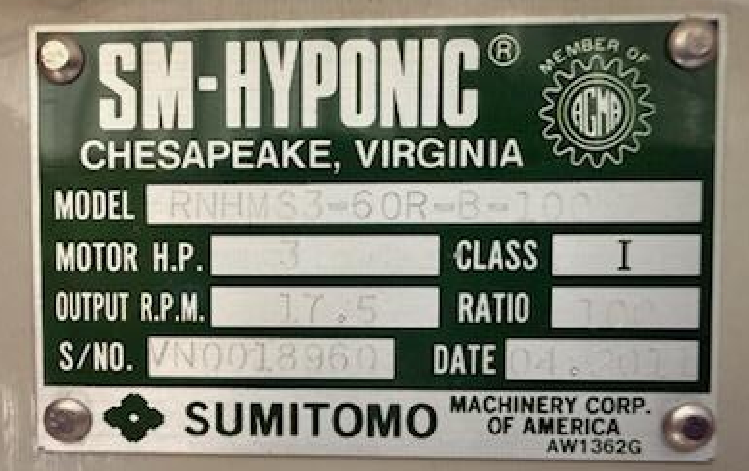 SM-HYPONIC®
MEMBER OF
AGMA
CHESAPEAKE, VIRGINIA
MODEL RNHMS3-60R-B-100
MOTOR H.P. 3 CLASS I
OUTPUT R.P.M. 17.5 RATIO 100
S/NO. VN0018960 DATE 04.201
SUMITOMO MACHINERY CORP.
OF AMERICA
AW1362G